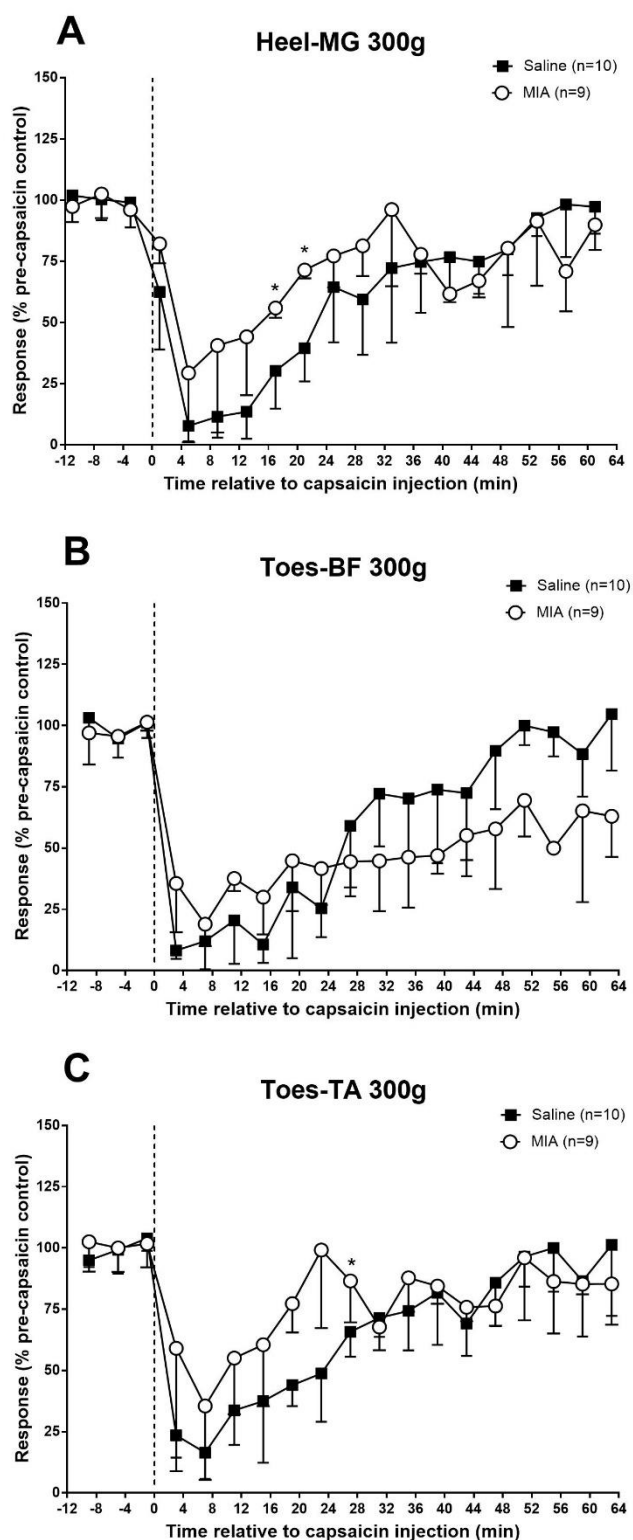 A
Heel-MG 300g
Saline (n=10)
MIA (n=9)
150
125
100
75
50
25
0
Response (% pre-capsaicin control)
*
*
-12 -8 -4 0 4 8 12 16 20 24 28 32 36 40 44 48 52 56 60 64
Time relative to capsaicin injection (min)
B
Toes-BF 300g
Saline (n=10)
MIA (n=9)
150
125
100
75
50
25
0
Response (% pre-capsaicin control)
-12 -8 -4 0 4 8 12 16 20 24 28 32 36 40 44 48 52 56 60 64
Time relative to capsaicin injection (min)
C
Toes-TA 300g
Saline (n=10)
MIA (n=9)
150
125
100
75
50
25
0
Response (% pre-capsaicin control)
*
-12 -8 -4 0 4 8 12 16 20 24 28 32 36 40 44 48 52 56 60 64
Time relative to capsaicin injection (min)